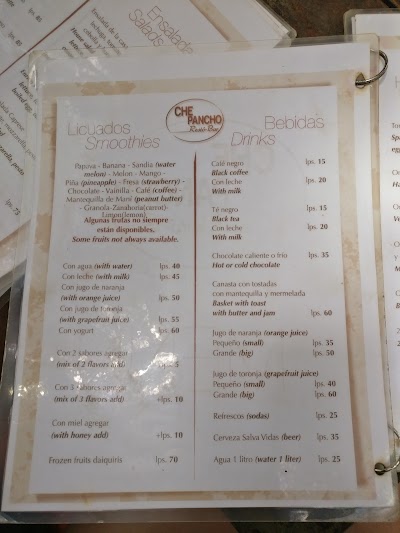 Ensalada
Salads
CHE
PANCHO
Resto Bar
Licuados
Smoothies
Papaya - Banana - Sandia (water
melon) - Melon - Mango -
Piña (pineapple) - Fresa (strawberry) -
Chocolate - Vainilla - Café (coffee) -
Mantequilla de Maní (peanut butter)
- Granola-Zanahoria(carrot)-
Limon(lemon)
Algunas frutas no siempre
están disponibles.
Some fruits not always available.
Con agua (with water) lps. 40
Con leche (with milk) lps. 45
Con jugo de naranja
(with orange juice) lps. 50
Con jugo de toronja
(with grapefruit juice) lps. 55
Con yogurt lps. 60
Con 2 sabores agregar
(mix of 2 flavors add) 5
Con 3 sabores agregar
(mix of 3 flavors add) +lps. 10
Con miel agregar
(with honey add) +lps. 10
Frozen fruits daiquiris lps. 70
Bebidas
Drinks
Café negro lps. 15
Black coffee
Con leche lps. 20
With milk
Té negro lps. 15
Black tea
Con leche lps. 20
With milk
Chocolate caliente o frío lps. 35
Hot or cold chocolate
Canasta con tostadas
con mantequilla y mermelada
Basket with toast
with butter and jam lps. 60
Jugo de naranja (orange juice)
Pequeño (small) lps. 35
Grande (big) lps. 50
Jugo de toronja (grapefruit juice)
Pequeño (small) lps. 40
Grande (big) lps. 60
Refrescos (sodas) lps. 25
Cerveza Salva Vidas (beer) lps. 35
Agua 1 litro (water 1 liter) lps. 25